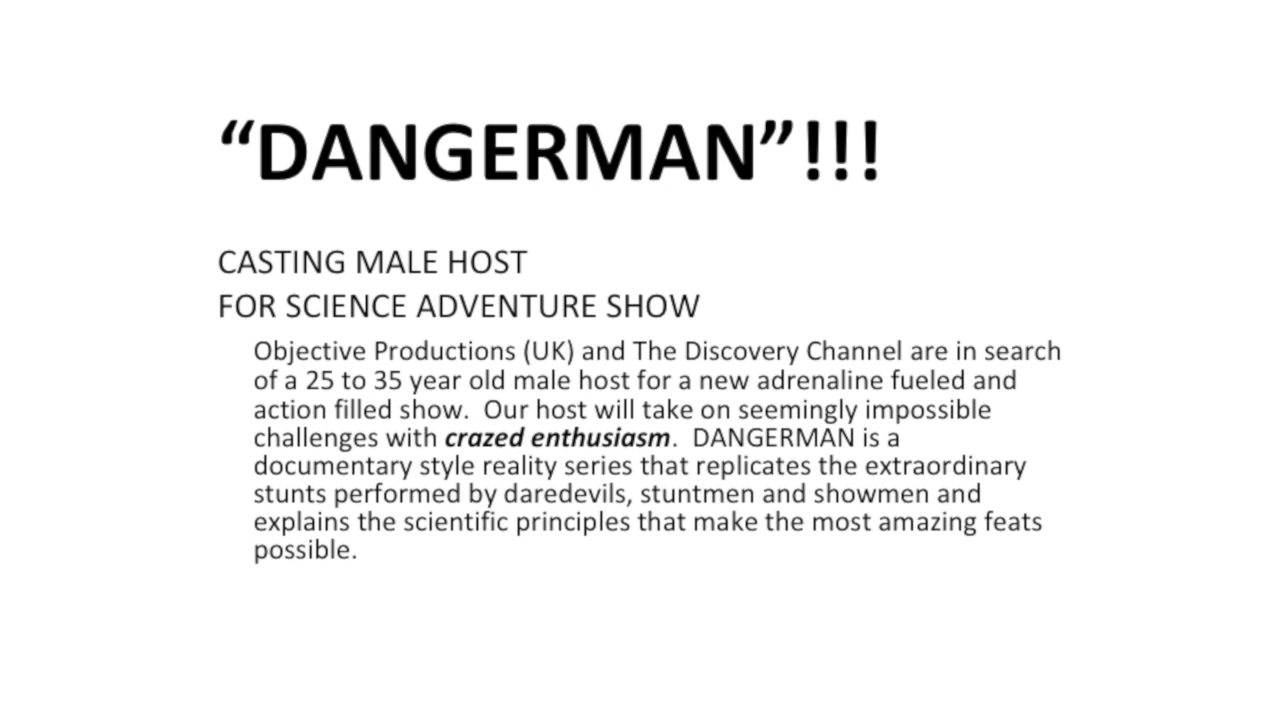 “DANGERMAN”!!!
CASTING MALE HOST
FOR SCIENCE ADVENTURE SHOW
Objective Productions (UK) and The Discovery Channel are in search
of a 25 to 35 year old male host for a new adrenaline fueled and
action filled show.  Our host will take on seemingly impossible
challenges with crazed enthusiasm.  DANGERMAN is a
documentary style reality series that replicates the extraordinary
stunts performed by daredevils, stuntmen and showmen and
explains the scientific principles that make the most amazing feats
possible.